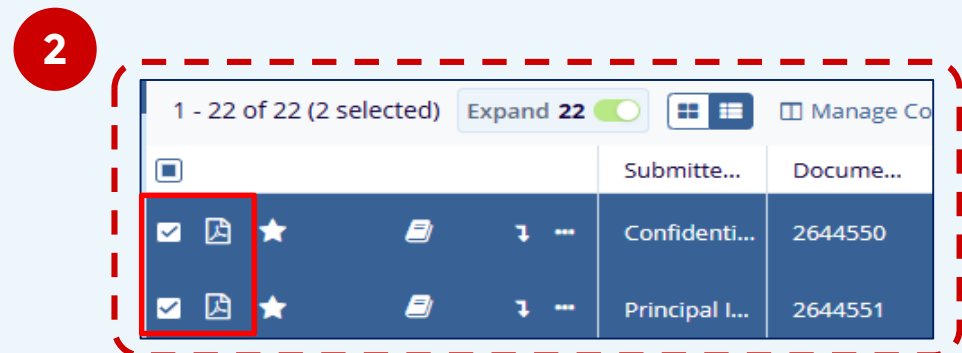 2
1 - 22 of 22 (2 selected) Expand 22 Manage Co
Submitte... Docume...
Confidenti... 2644550
Principal I... 2644551